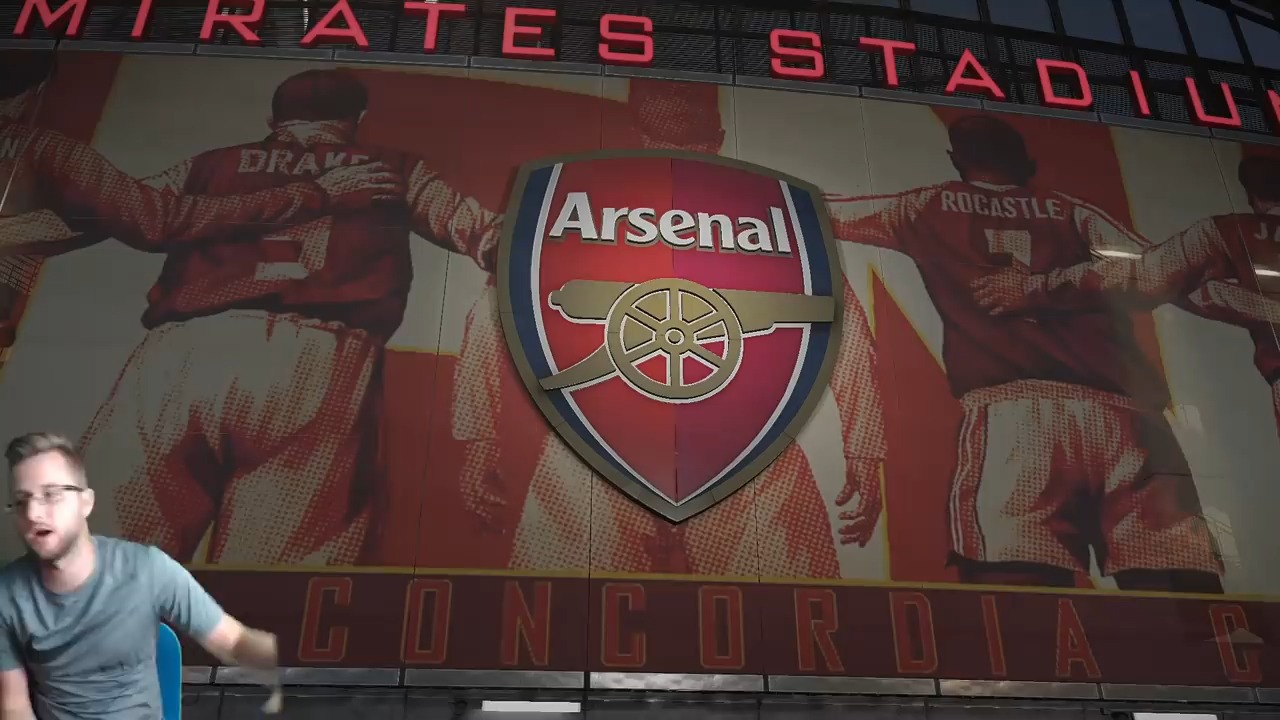 MIRATES STADIU
DRAKE
ROCASTLE
Arsenal
CONCORDIA C